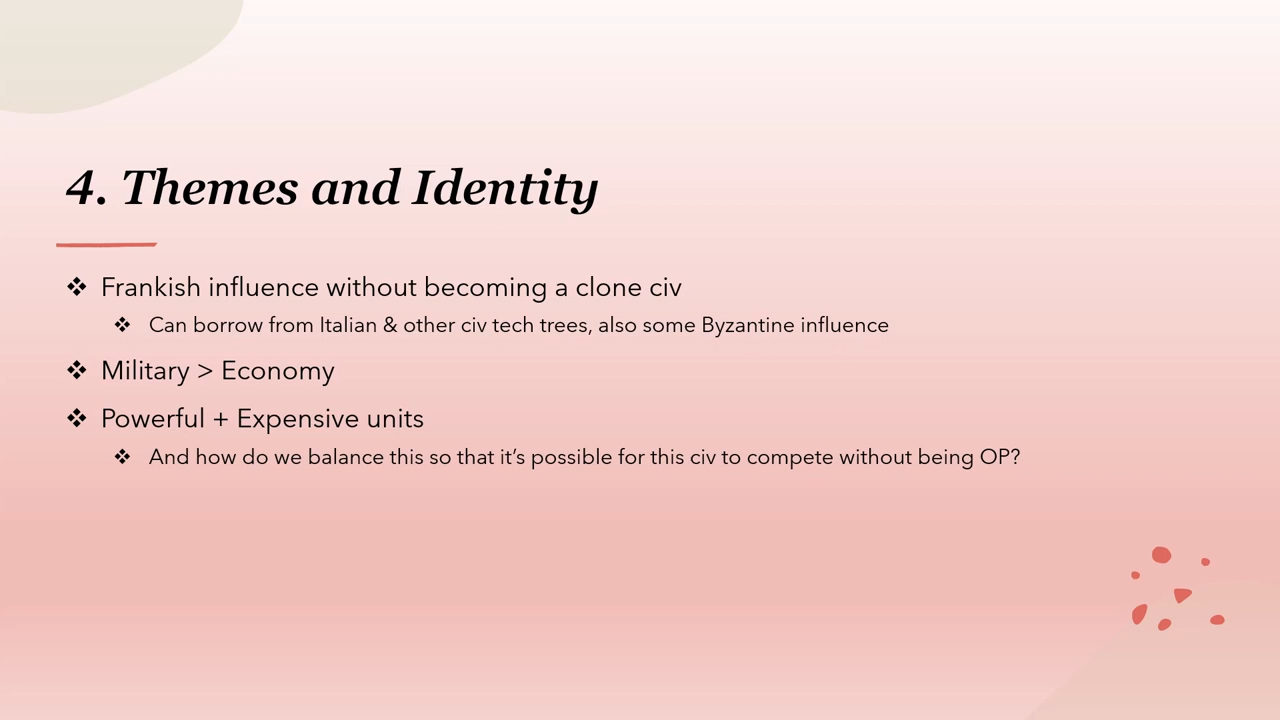 4. Themes and Identity
❖ Frankish influence without becoming a clone civ
❖ Can borrow from Italian & other civ tech trees, also some Byzantine influence
❖ Military > Economy
❖ Powerful + Expensive units
❖ And how do we balance this so that it’s possible for this civ to compete without being OP?